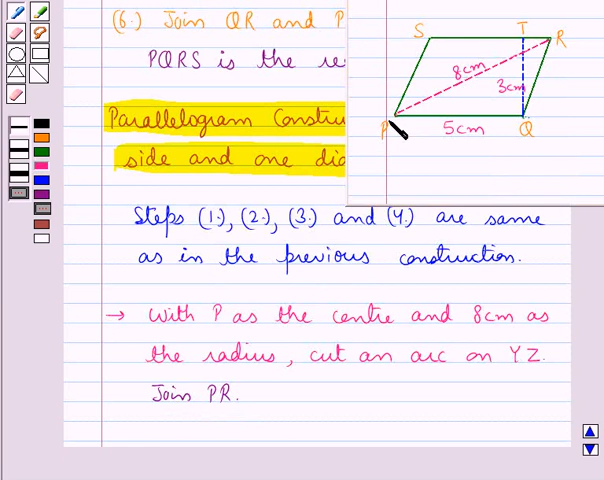 (6.) Join QR and P
PQRS is the re
Parallelogram Constru
side and one dia
S T R
8cm
3cm
P Q
5cm
Steps (1.), (2.), (3.) and (4.) are same
as in the previous construction.
→ With P as the centre and 8cm as
the radius, cut an arc on YZ.
Join PR.